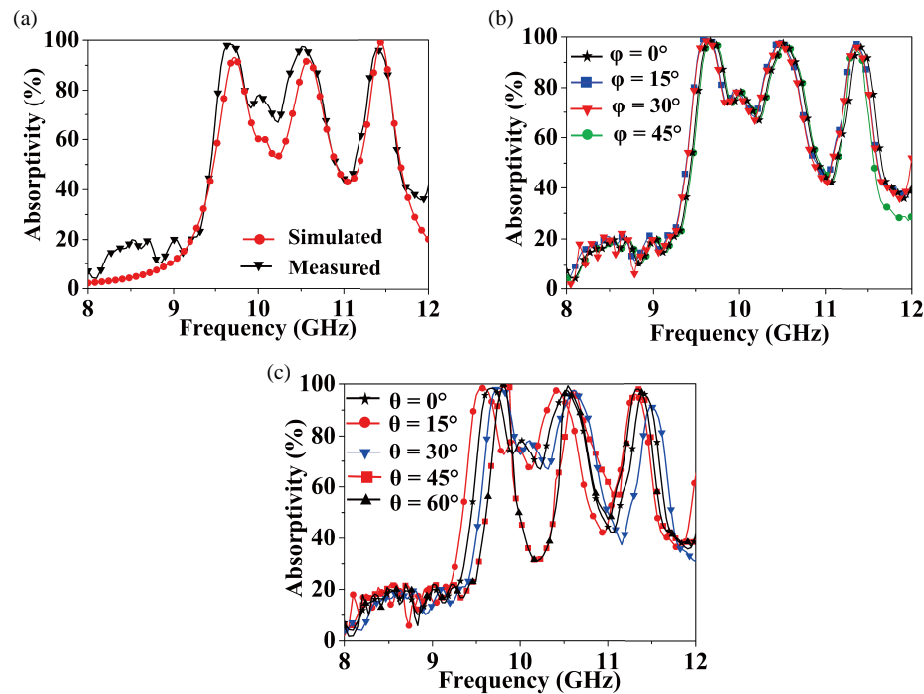 (a)
100
80
60
40
20
0
Absorptivity (%)
Simulated
Measured
8 9 10 11 12
Frequency (GHz)
(b)
100
80
60
40
20
0
Absorptivity (%)
φ = 0°
φ = 15°
φ = 30°
φ = 45°
8 9 10 11 12
Frequency (GHz)
(c)
100
80
60
40
20
0
Absorptivity (%)
θ = 0°
θ = 15°
θ = 30°
θ = 45°
θ = 60°
8 9 10 11 12
Frequency (GHz)